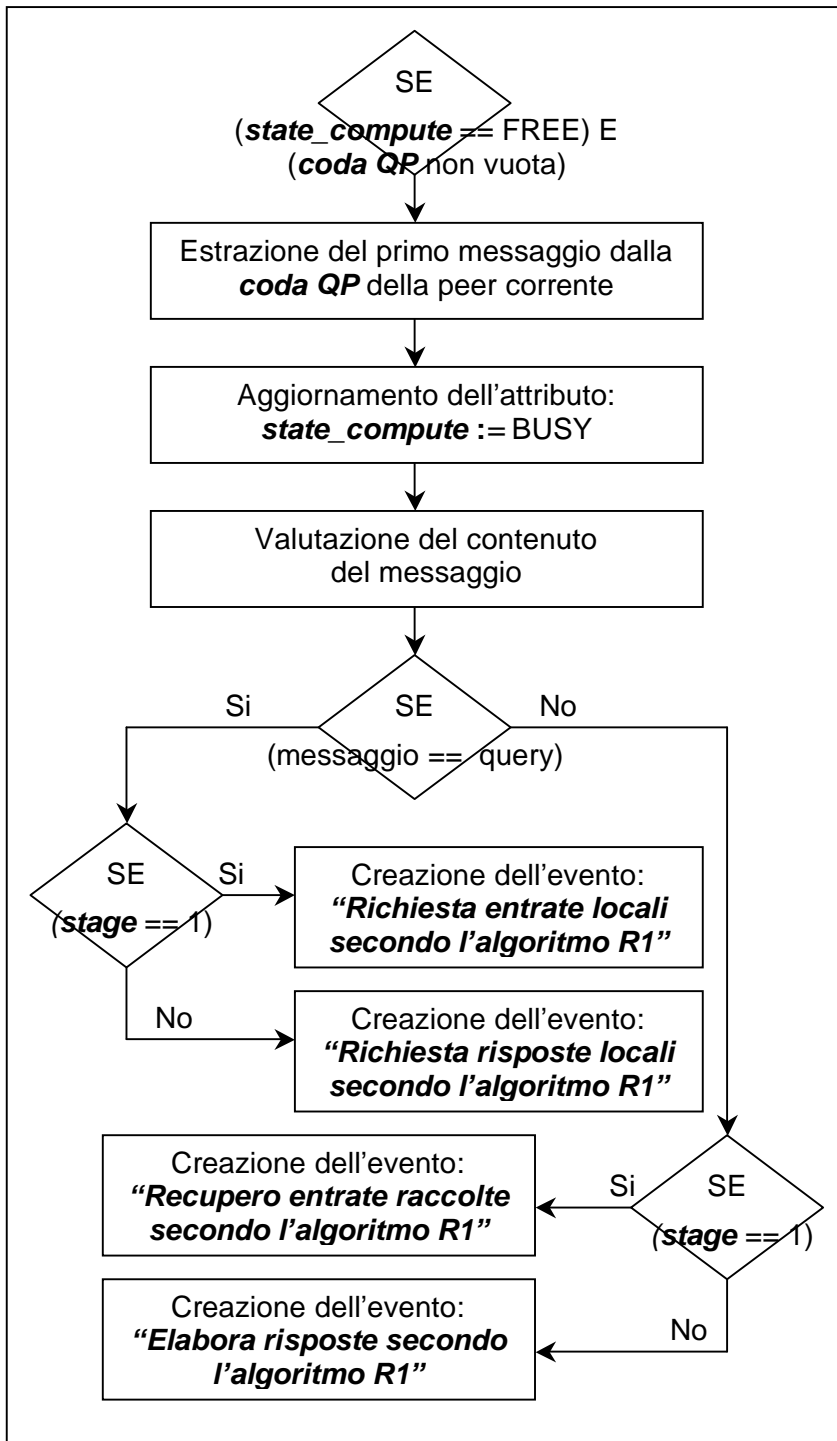 SE
(state_compute == FREE) E
(coda QP non vuota)
Estrazione del primo messaggio dalla
coda QP della peer corrente
Aggiornamento dell’attributo:
state_compute := BUSY
Valutazione del contenuto
del messaggio
Si
SE
No
(messaggio == query)
SE
Si
(stage == 1)
Creazione dell’evento:
“Richiesta entrate locali
secondo l’algoritmo R1”
No
Creazione dell’evento:
“Richiesta risposte locali
secondo l’algoritmo R1”
Creazione dell’evento:
“Recupero entrate raccolte
secondo l’algoritmo R1”
Si
SE
(stage == 1)
Creazione dell’evento:
“Elabora risposte secondo
l’algoritmo R1”
No